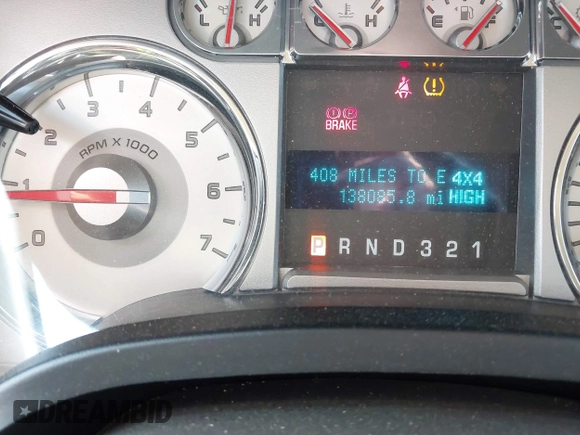 L H
C H
E F
0 1 2 3 4 5 6 7
RPM X 1000
BRAKE
408 MILES TO E 4X4
138095.8 mi HIGH
P R N D 3 2 1
DREAMBID